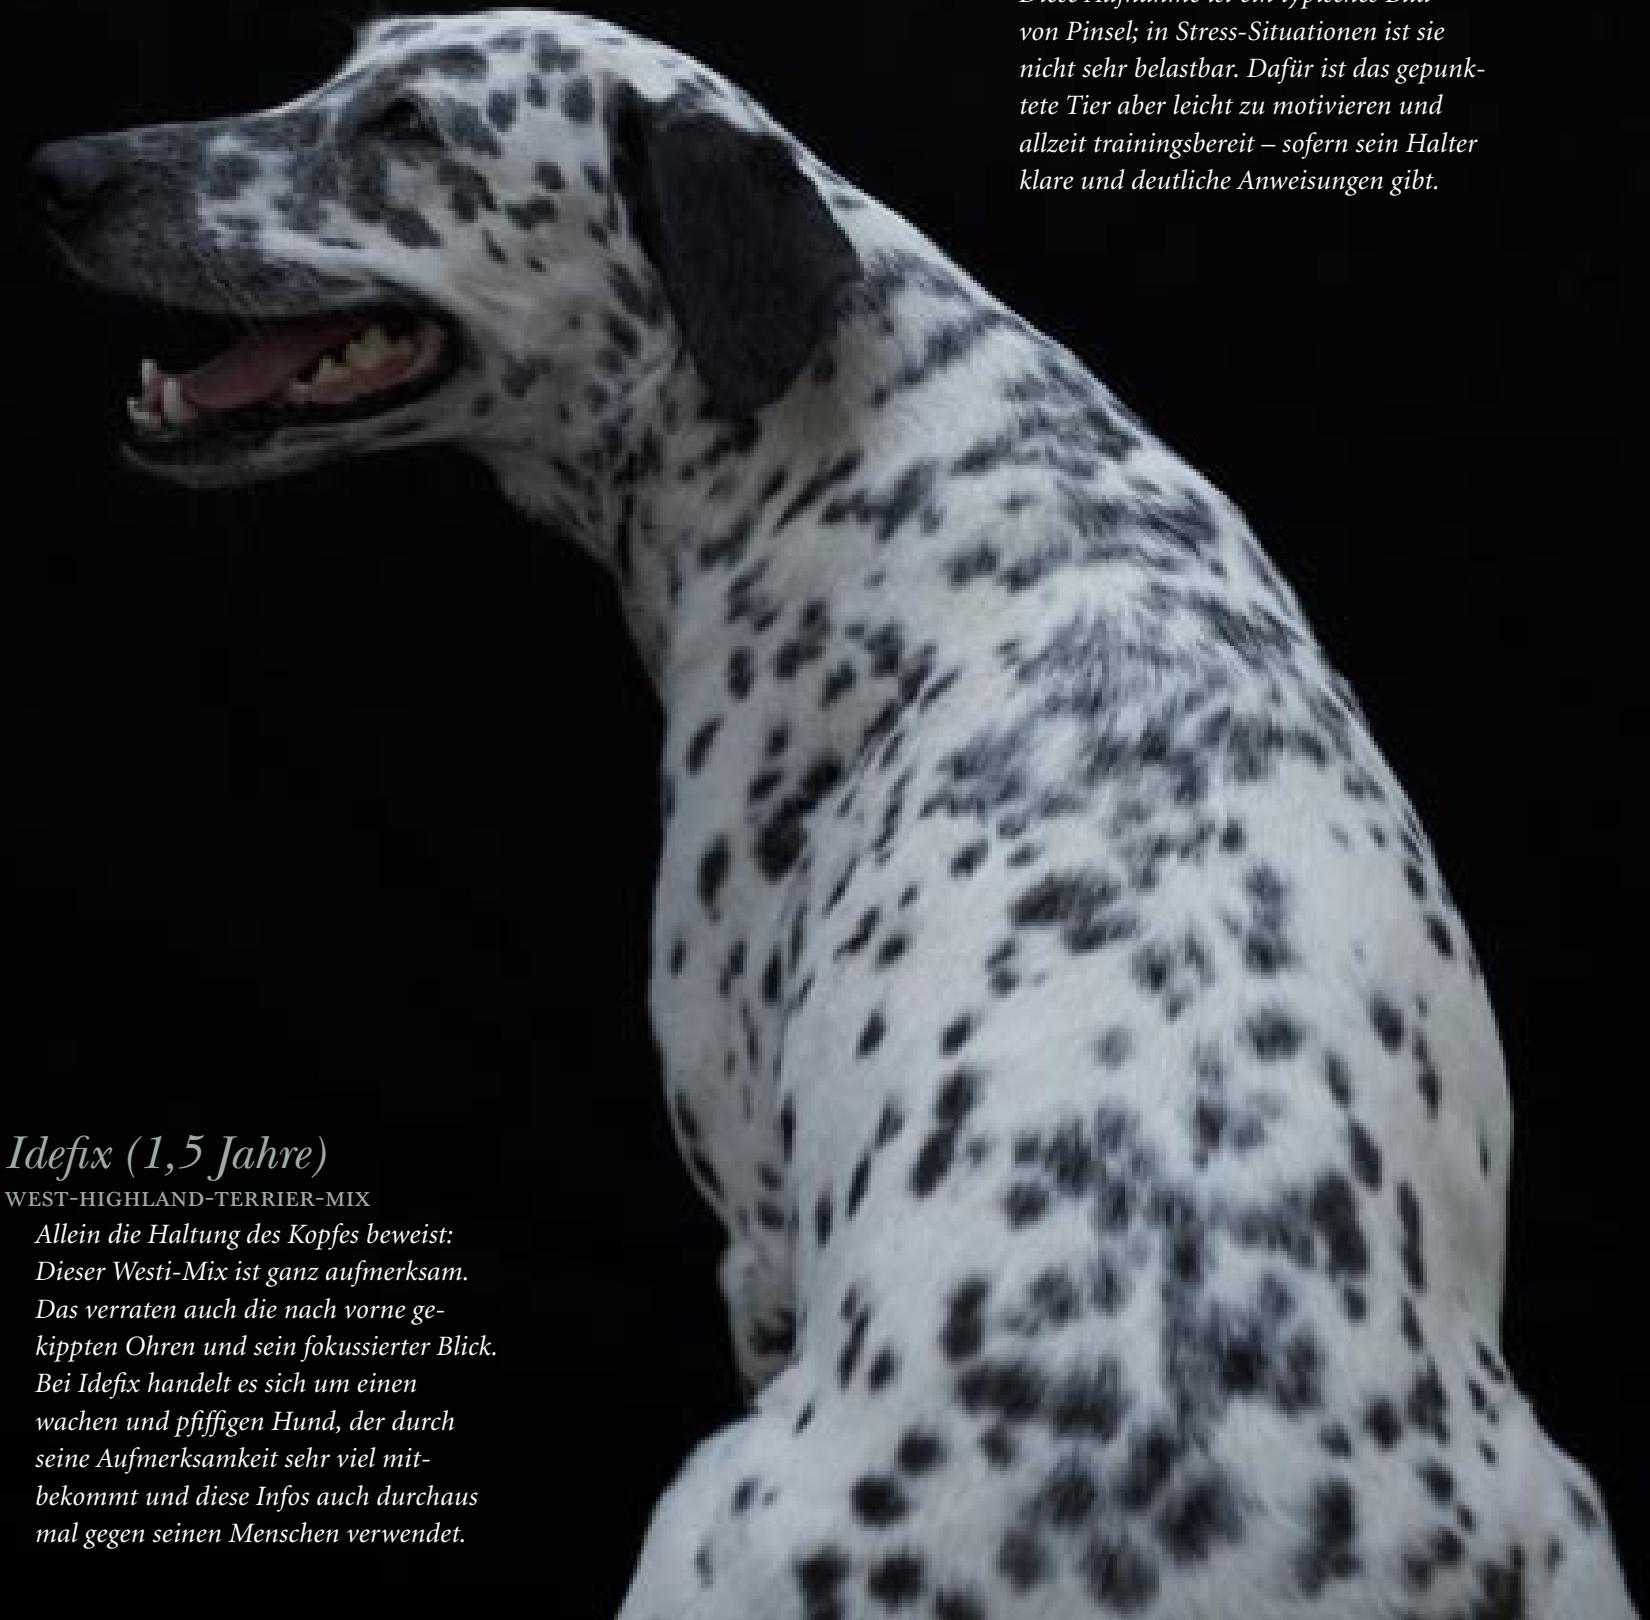 von Pinsel; in Stress-Situationen ist sie
nicht sehr belastbar. Dafür ist das gepunk-
tete Tier aber leicht zu motivieren und
allzeit trainingsbereit – sofern sein Halter
klare und deutliche Anweisungen gibt.
Idefix (1,5 Jahre)
WEST-HIGHLAND-TERRIER-MIX
Allein die Haltung des Kopfes beweist:
Dieser Westi-Mix ist ganz aufmerksam.
Das verraten auch die nach vorne ge-
kippten Ohren und sein fokussierter Blick.
Bei Idefix handelt es sich um einen
wachen und pfiffigen Hund, der durch
seine Aufmerksamkeit sehr viel mit-
bekommt und diese Infos auch durchaus
mal gegen seinen Menschen verwendet.